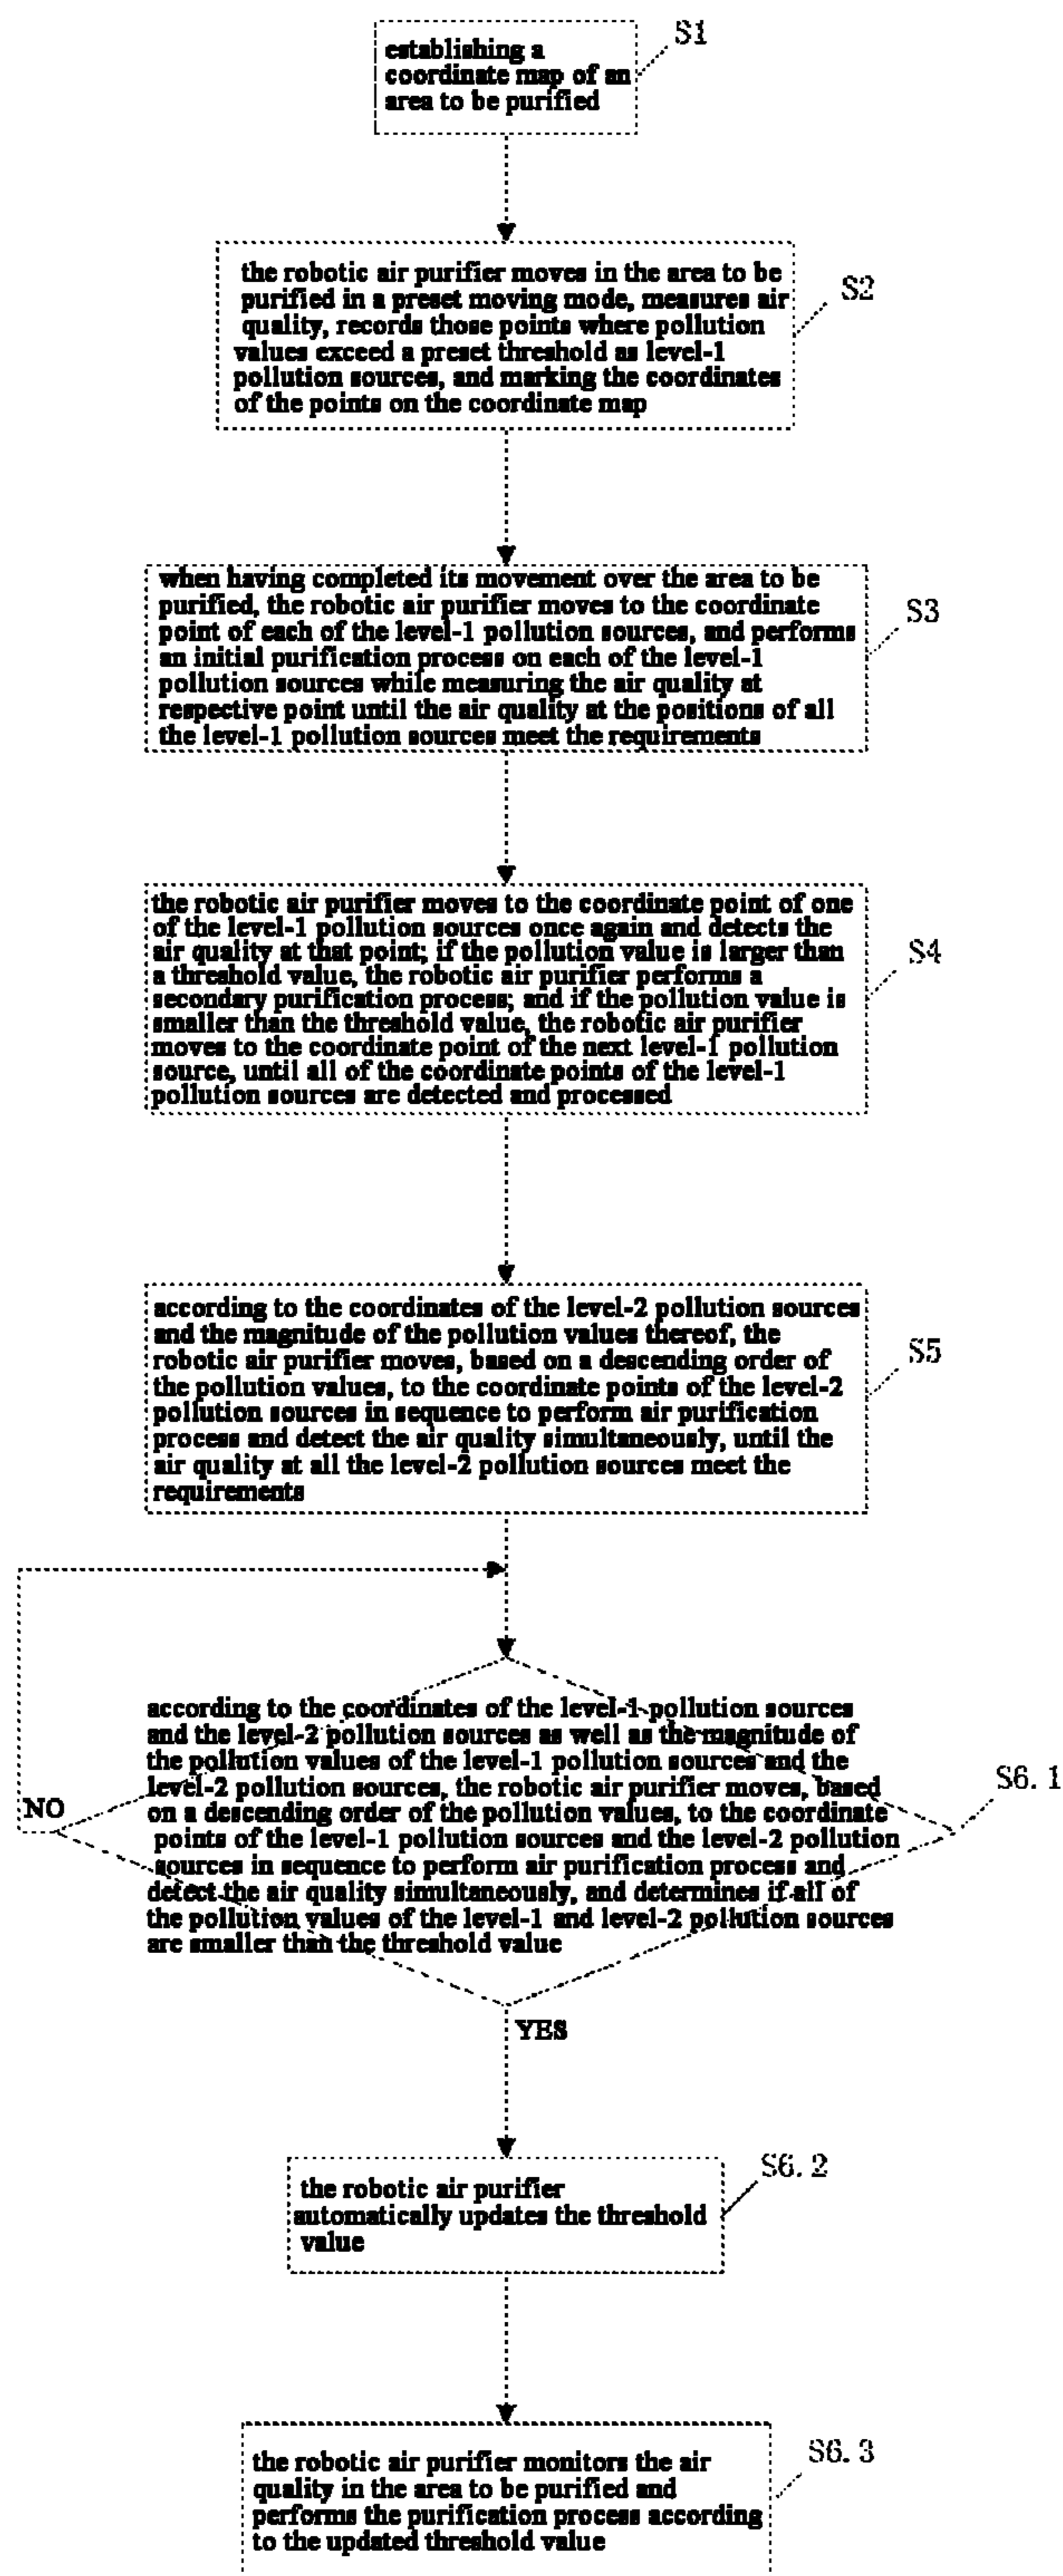 establishing a
coordinate map of an
area to be purified
S1
the robotic air purifier moves in the area to be
purified in a preset moving mode, measures air
quality, records those points where pollution
values exceed a preset threshold as level-1
pollution sources, and marking the coordinates
of the points on the coordinate map
S2
when having completed its movement over the area to be
purified, the robotic air purifier moves to the coordinate
point of each of the level-1 pollution sources, and performs
an initial purification process on each of the level-1
pollution sources while measuring the air quality at
respective point until the air quality at the positions of all
the level-1 pollution sources meet the requirements
S3
the robotic air purifier moves to the coordinate point of one
of the level-1 pollution sources once again and detects the
air quality at that point; if the pollution value is larger than
a threshold value, the robotic air purifier performs a
secondary purification process; and if the pollution value is
smaller than the threshold value, the robotic air purifier
moves to the coordinate point of the next level-1 pollution
source, until all of the coordinate points of the level-1
pollution sources are detected and processed
S4
according to the coordinates of the level-2 pollution sources
and the magnitude of the pollution values thereof, the
robotic air purifier moves, based on a descending order of
the pollution values, to the coordinate points of the level-2
pollution sources in sequence to perform air purification
process and detect the air quality simultaneously, until the
air quality at all the level-2 pollution sources meet the
requirements
S5
according to the coordinates of the level-1 pollution sources
and the level-2 pollution sources as well as the magnitude of
the pollution values of the level-1 pollution sources and the
level-2 pollution sources, the robotic air purifier moves, based
on a descending order of the pollution values, to the coordinate
points of the level-1 pollution sources and the level-2 pollution
sources in sequence to perform air purification process and
detect the air quality simultaneously, and determines if all of
the pollution values of the level-1 and level-2 pollution sources
are smaller than the threshold value
S6. 1
NO
YES
the robotic air purifier
automatically updates the threshold
value
S6. 2
the robotic air purifier monitors the air
quality in the area to be purified and
performs the purification process according
to the updated threshold value
S6. 3